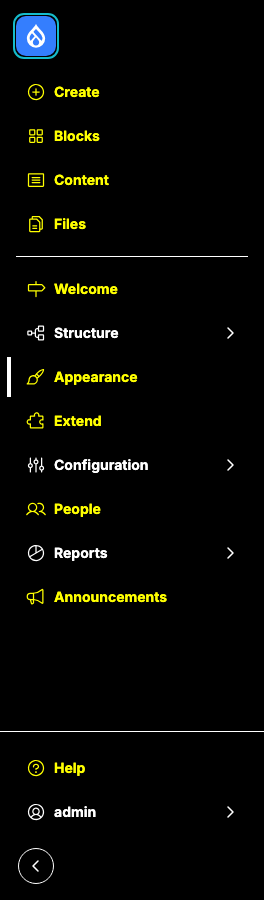 Create
Blocks
Content
Files
Welcome
Structure
Appearance
Extend
Configuration
People
Reports
Announcements
Help
admin